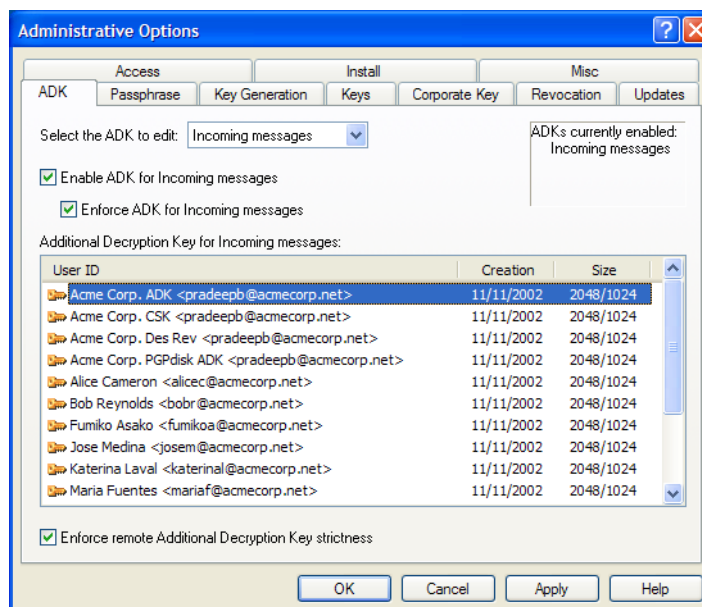 Administrative Options
Access Install Misc
ADK Passphrase Key Generation Keys Corporate Key Revocation Updates
Select the ADK to edit: Incoming messages
ADKs currently enabled:
Incoming messages
Enable ADK for Incoming messages
Enforce ADK for Incoming messages
Additional Decryption Key for Incoming messages:
User ID Creation Size
Acme Corp. ADK <pradeepb@acmecorp.net> 11/11/2002 2048/1024
Acme Corp. CSK <pradeepb@acmecorp.net> 11/11/2002 2048/1024
Acme Corp. Des Rev <pradeepb@acmecorp.net> 11/11/2002 2048/1024
Acme Corp. PGPdisk ADK <pradeepb@acmecorp.net> 11/11/2002 2048/1024
Alice Cameron <alicec@acmecorp.net> 11/11/2002 2048/1024
Bob Reynolds <bobr@acmecorp.net> 11/11/2002 2048/1024
Fumiko Asako <fumikoa@acmecorp.net> 11/11/2002 2048/1024
Jose Medina <josem@acmecorp.net> 11/11/2002 2048/1024
Katerina Laval <katerinal@acmecorp.net> 11/11/2002 2048/1024
Maria Fuentes <mariaf@acmecorp.net> 11/11/2002 2048/1024
Enforce remote Additional Decryption Key strictness
OK Cancel Apply Help